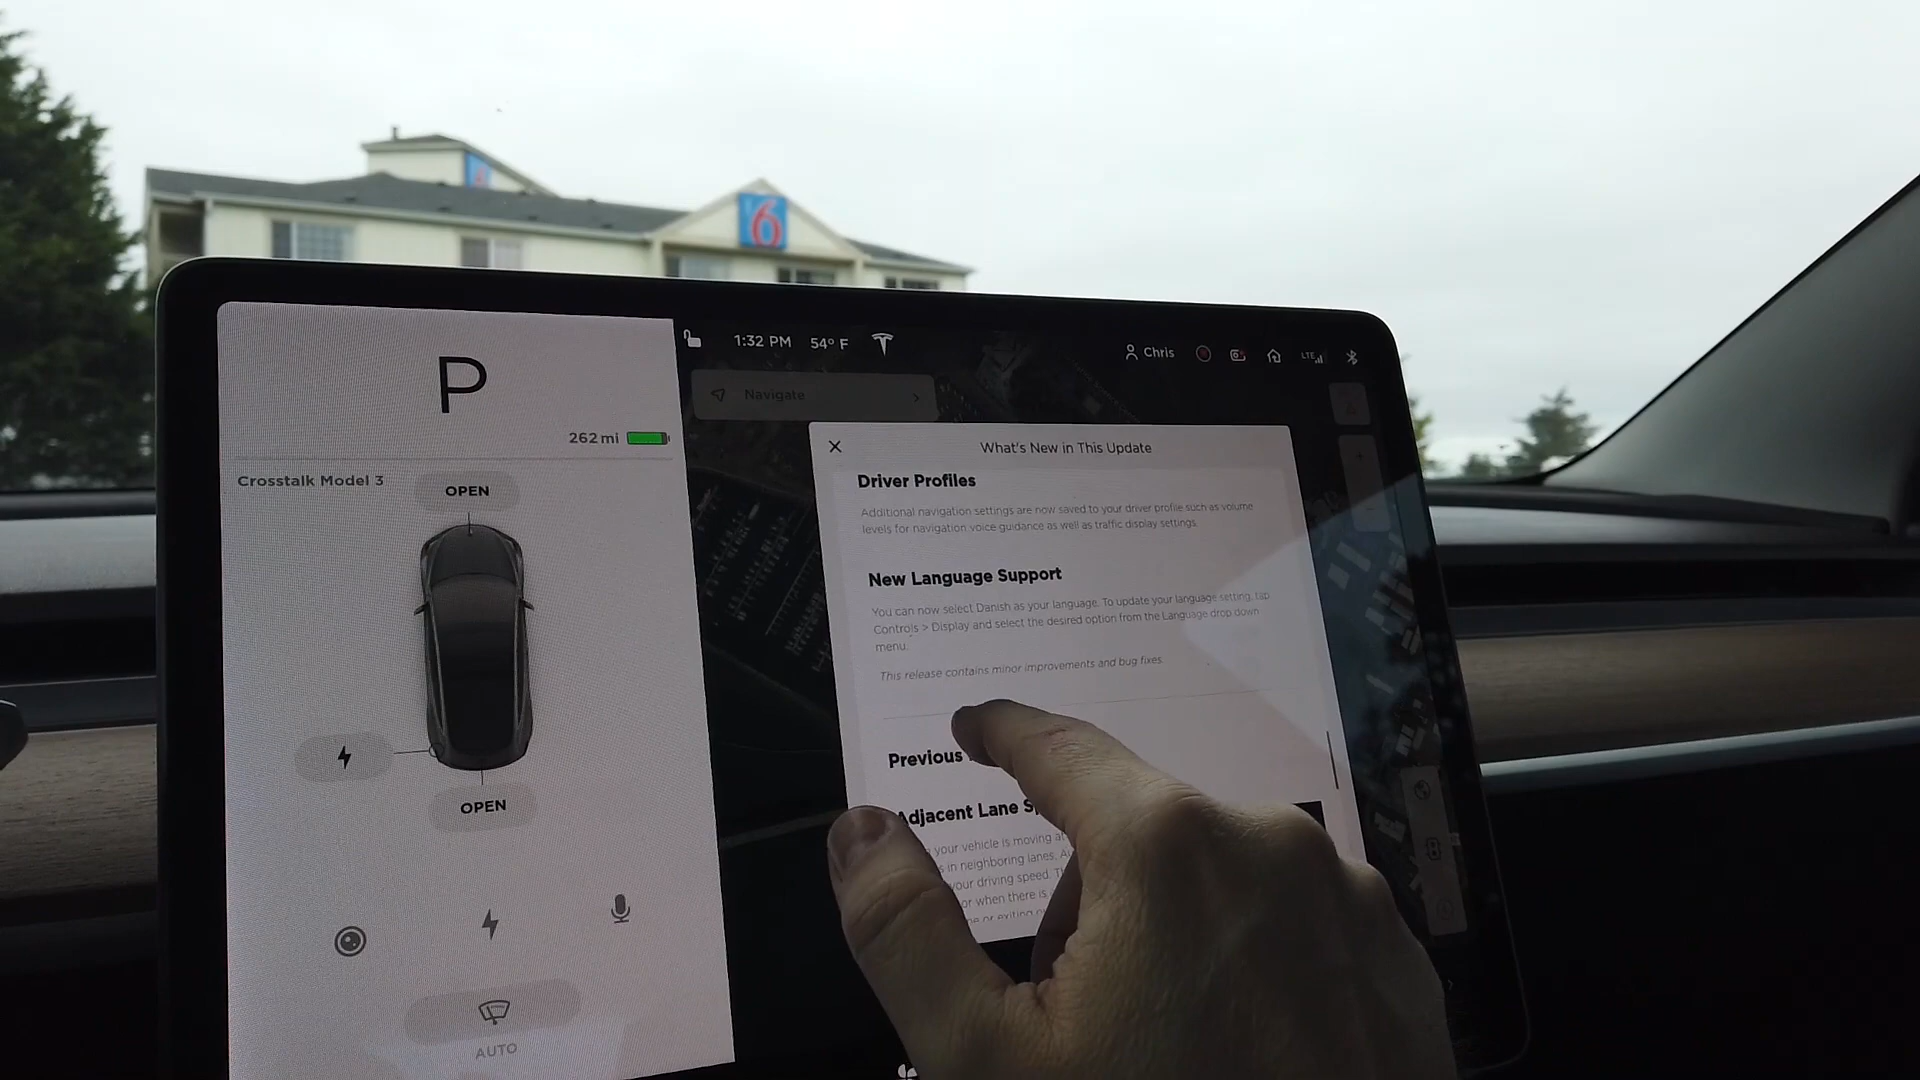 6
P
262 mi
Crosstalk Model 3
OPEN
OPEN
AUTO
1:32 PM 54° F
Chris
LTE
Navigate
What's New in This Update
Driver Profiles
Additional navigation settings are now saved to your driver profile such as volume
levels for navigation voice guidance as well as traffic display settings.
New Language Support
You can now select Danish as your language. To update your language setting, tap
Controls > Display and select the desired option from the Language drop down
menu.
This release contains minor improvements and bug fixes.
Previous
Adjacent Lane
your vehicle is moving at
in neighboring lanes.
your driving speed.
or when there is
or exiting